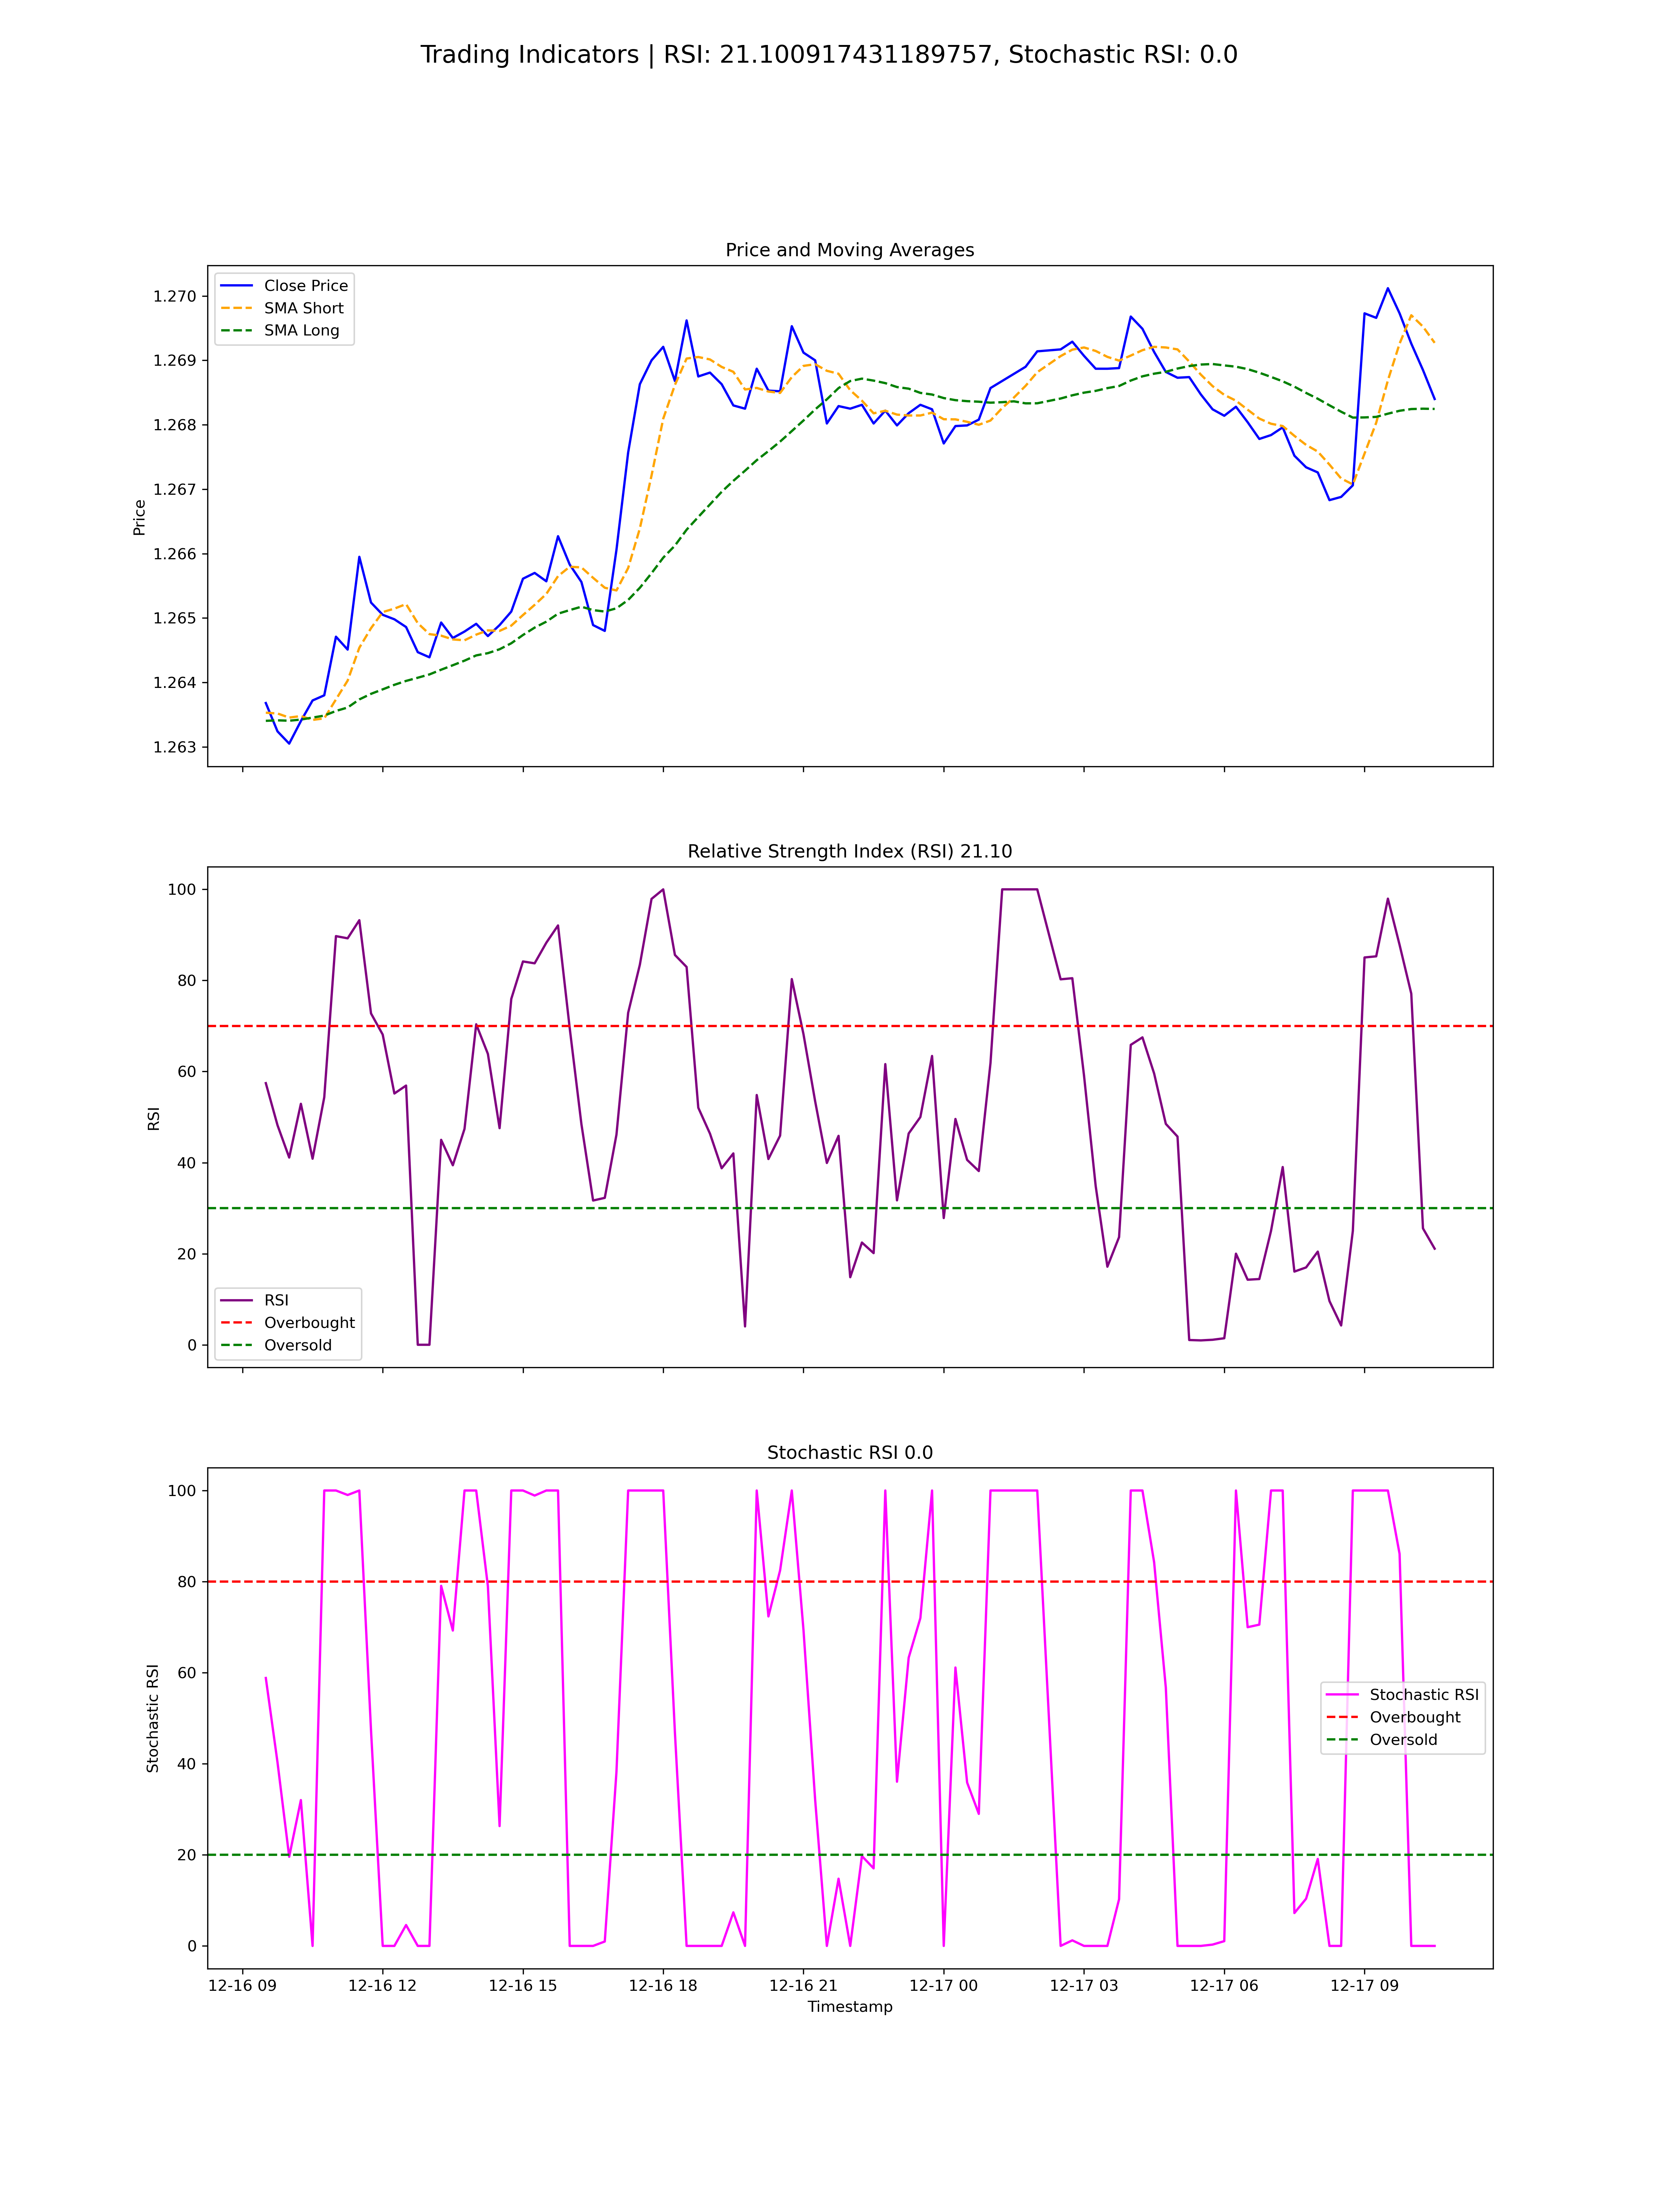 Trading Indicators | RSI: 21.100917431189757, Stochastic RSI: 0.0
Price and Moving Averages
Close Price
SMA Short
SMA Long
1.270
1.269
1.268
1.267
1.266
1.265
1.264
1.263
Price
Relative Strength Index (RSI) 21.10
100
80
60
40
20
0
RSI
RSI
Overbought
Oversold
Stochastic RSI 0.0
100
80
60
40
20
0
Stochastic RSI
Stochastic RSI
Overbought
Oversold
12-16 09 12-16 12 12-16 15 12-16 18 12-16 21 12-17 00 12-17 03 12-17 06 12-17 09
Timestamp